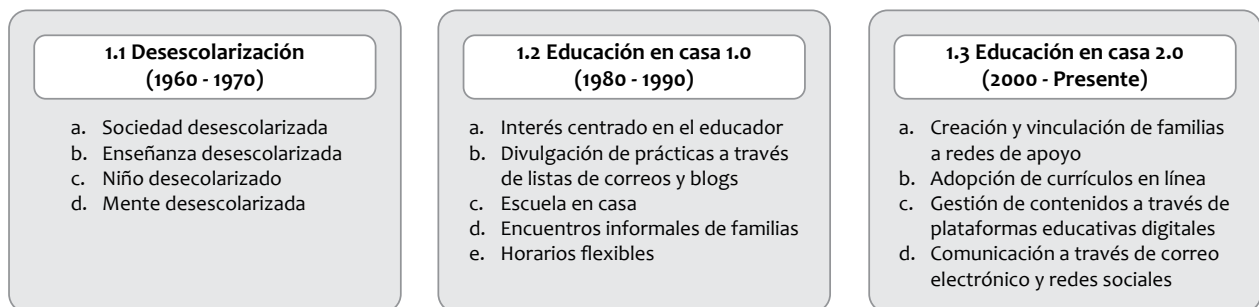 1.1 Desescolarización
(1960 - 1970)
a. Sociedad desescolarizada
b. Enseñanza desescolarizada
c. Niño desecolarizado
d. Mente desescolarizada
1.2 Educación en casa 1.0
(1980 - 1990)
a. Interés centrado en el educador
b. Divulgación de prácticas a través
de listas de correos y blogs
c. Escuela en casa
d. Encuentros informales de familias
e. Horarios flexibles
1.3 Educación en casa 2.0
(2000 - Presente)
a. Creación y vinculación de familias
a redes de apoyo
b. Adopción de currículos en línea
c. Gestión de contenidos a través de
plataformas educativas digitales
d. Comunicación a través de correo
electrónico y redes sociales